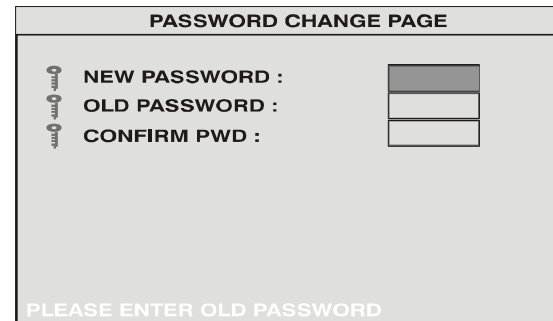 PASSWORD CHANGE PAGE
NEW PASSWORD :
OLD PASSWORD :
CONFIRM PWD :
PLEASE ENTER OLD PASSWORD